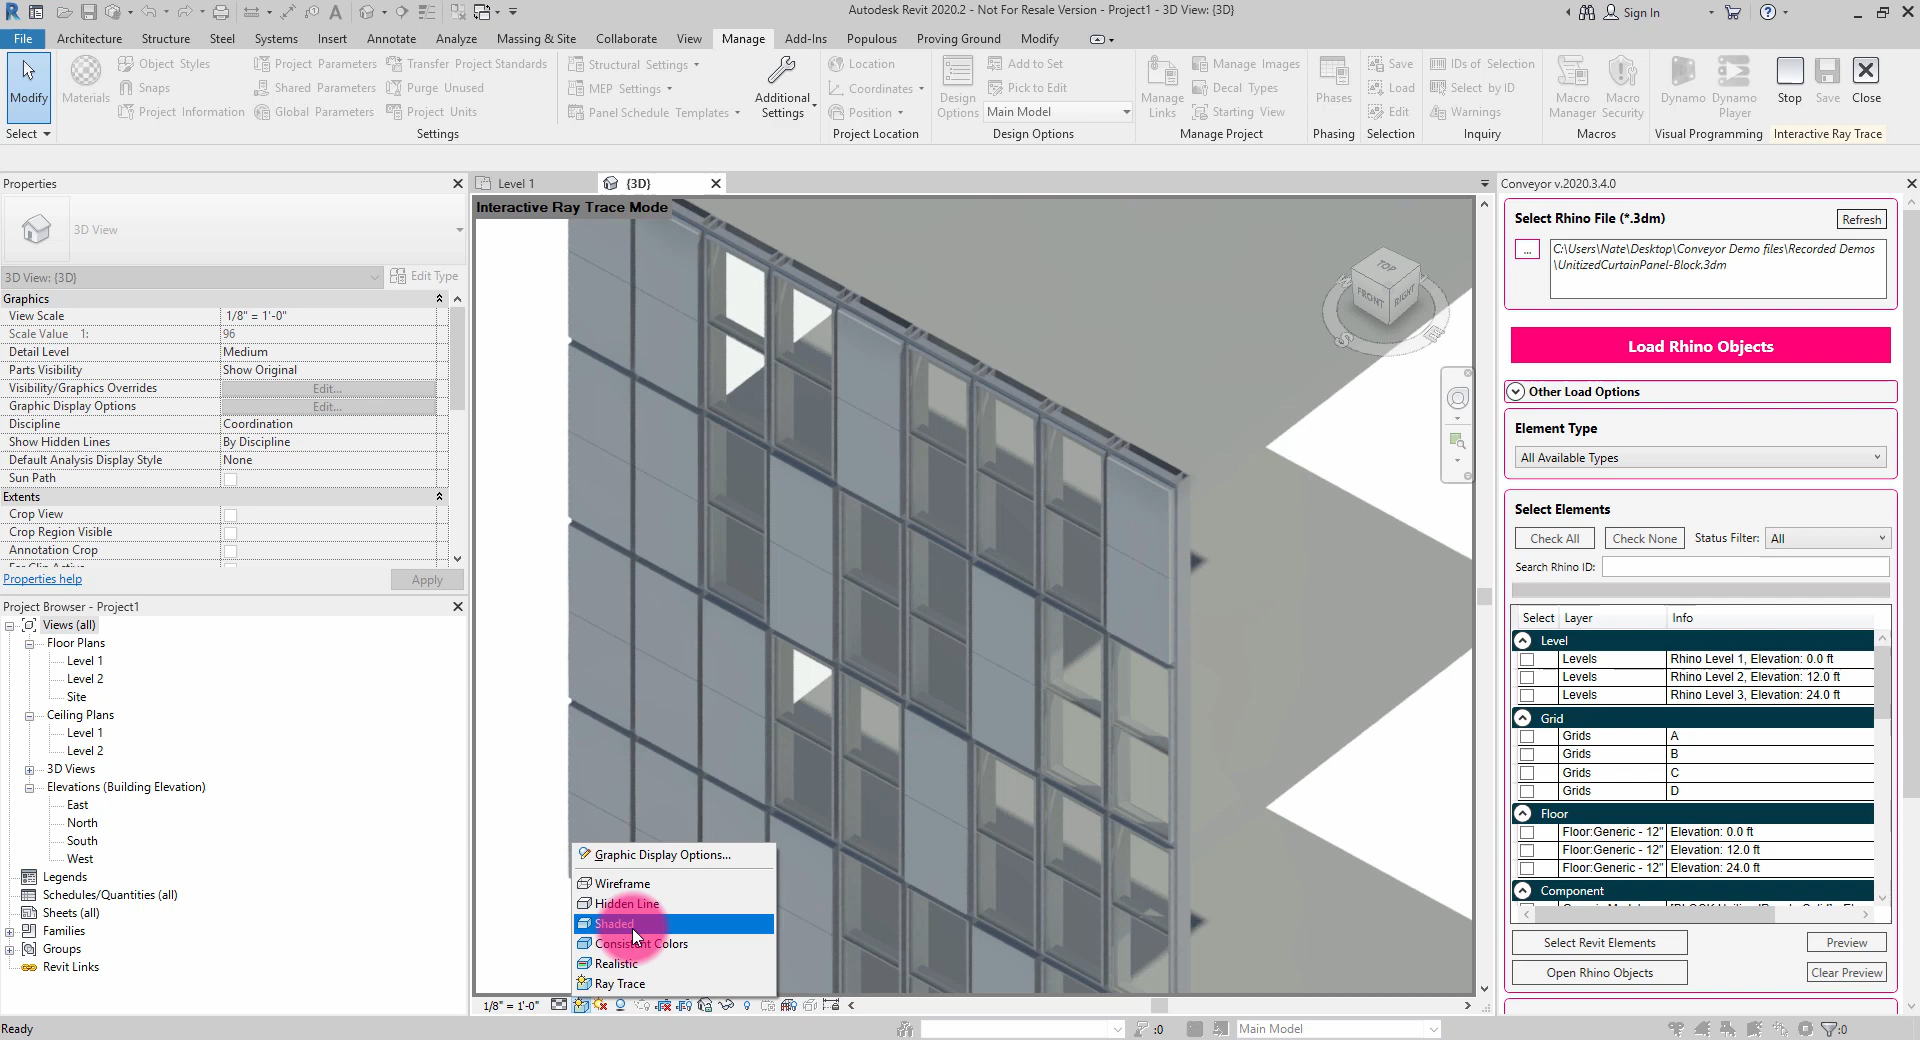 Autodesk Revit 2020.2 - Not For Resale Version - Project1 - 3D View: {3D}
Sign In
File Architecture Structure Steel Systems Insert Annotate Analyze Massing & Site Collaborate View Manage Add-Ins Populous Proving Ground Modify
Modify
Select
Materials
Object Styles
Snaps
Project Information
Project Parameters
Shared Parameters
Global Parameters
Transfer Project Standards
Purge Unused
Project Units
Settings
Structural Settings
MEP Settings
Panel Schedule Templates
Additional
Settings
Location
Coordinates
Position
Project Location
Design
Options
Add to Set
Pick to Edit
Main Model
Design Options
Manage
Links
Manage Images
Decal Types
Starting View
Manage Project
Phases
Phasing
Save
Load
Edit
Selection
IDs of Selection
Select by ID
Warnings
Inquiry
Macro
Manager
Macro
Security
Macros
Dynamo
Dynamo
Player
Visual Programming
Stop
Save
Close
Interactive Ray Trace
Properties
3D View
3D View: {3D}
Edit Type
Graphics
View Scale 1/8" = 1'-0"
Scale Value 1: 96
Detail Level Medium
Parts Visibility Show Original
Visibility/Graphics Overrides Edit...
Graphic Display Options Edit...
Discipline Coordination
Show Hidden Lines By Discipline
Default Analysis Display Style None
Sun Path
Extents
Crop View
Crop Region Visible
Annotation Crop
Properties help
Apply
Project Browser - Project1
Views (all)
Floor Plans
Level 1
Level 2
Site
Ceiling Plans
Level 1
Level 2
3D Views
Elevations (Building Elevation)
East
North
South
West
Legends
Schedules/Quantities (all)
Sheets (all)
Families
Groups
Revit Links
Level 1
{3D}
Interactive Ray Trace Mode
TOP
FRONT
RIGHT
S
E
Graphic Display Options...
Wireframe
Hidden Line
Shaded
Consistent Colors
Realistic
Ray Trace
1/8" = 1'-0"
Conveyor v.2020.3.4.0
Select Rhino File (*.3dm)
Refresh
...
C:\Users\Nate\Desktop\Conveyor Demo files\Recorded Demos
\UnitizedCurtainPanel-Block.3dm
Load Rhino Objects
Other Load Options
Element Type
All Available Types
Select Elements
Check All
Check None
Status Filter:
All
Search Rhino ID:
Select Layer Info
Level
Levels Rhino Level 1, Elevation: 0.0 ft
Levels Rhino Level 2, Elevation: 12.0 ft
Levels Rhino Level 3, Elevation: 24.0 ft
Grid
Grids A
Grids B
Grids C
Grids D
Floor
Floor:Generic - 12" Elevation: 0.0 ft
Floor:Generic - 12" Elevation: 12.0 ft
Floor:Generic - 12" Elevation: 24.0 ft
Component
Select Revit Elements
Preview
Open Rhino Objects
Clear Preview
Ready
:0
Main Model
:0